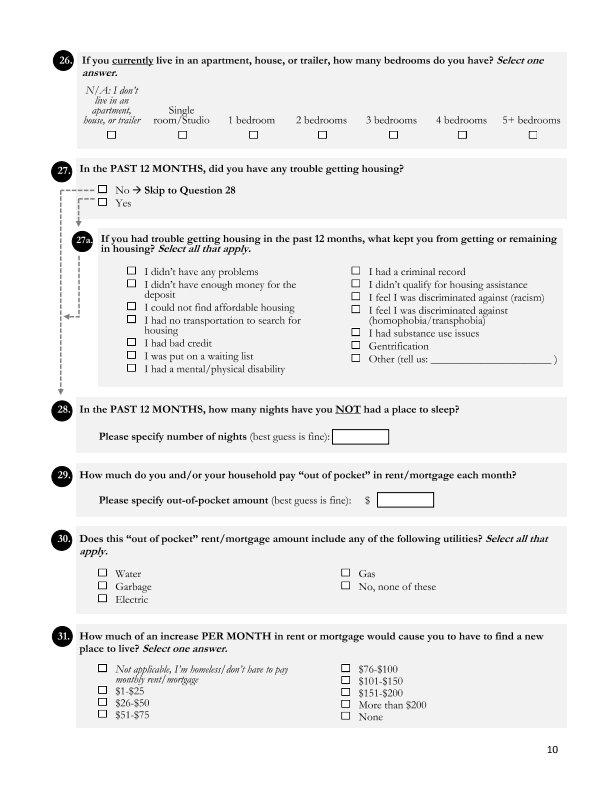 26. If you currently live in an apartment, house, or trailer, how many bedrooms do you have? Select one
answer.
N/A: I don't
live in an
apartment,
house, or trailer
Single
room/Studio
1 bedroom
2 bedrooms
3 bedrooms
4 bedrooms
5+ bedrooms
27. In the PAST 12 MONTHS, did you have any trouble getting housing?
No → Skip to Question 28
Yes
27a. If you had trouble getting housing in the past 12 months, what kept you from getting or remaining
in housing? Select all that apply.
I didn't have any problems
I didn't have enough money for the
deposit
I could not find affordable housing
I had no transportation to search for
housing
I had bad credit
I was put on a waiting list
I had a mental/physical disability
I had a criminal record
I didn't qualify for housing assistance
I feel I was discriminated against (racism)
I feel I was discriminated against
(homophobia/transphobia)
I had substance use issues
Gentrification
Other (tell us: ______________________ )
28. In the PAST 12 MONTHS, how many nights have you NOT had a place to sleep?
Please specify number of nights (best guess is fine):
29. How much do you and/or your household pay “out of pocket” in rent/mortgage each month?
Please specify out-of-pocket amount (best guess is fine): $
30. Does this “out of pocket” rent/mortgage amount include any of the following utilities? Select all that
apply.
Water
Garbage
Electric
Gas
No, none of these
31. How much of an increase PER MONTH in rent or mortgage would cause you to have to find a new
place to live? Select one answer.
Not applicable, I'm homeless/don't have to pay
monthly rent/mortgage
$1-$25
$26-$50
$51-$75
$76-$100
$101-$150
$151-$200
More than $200
None
10